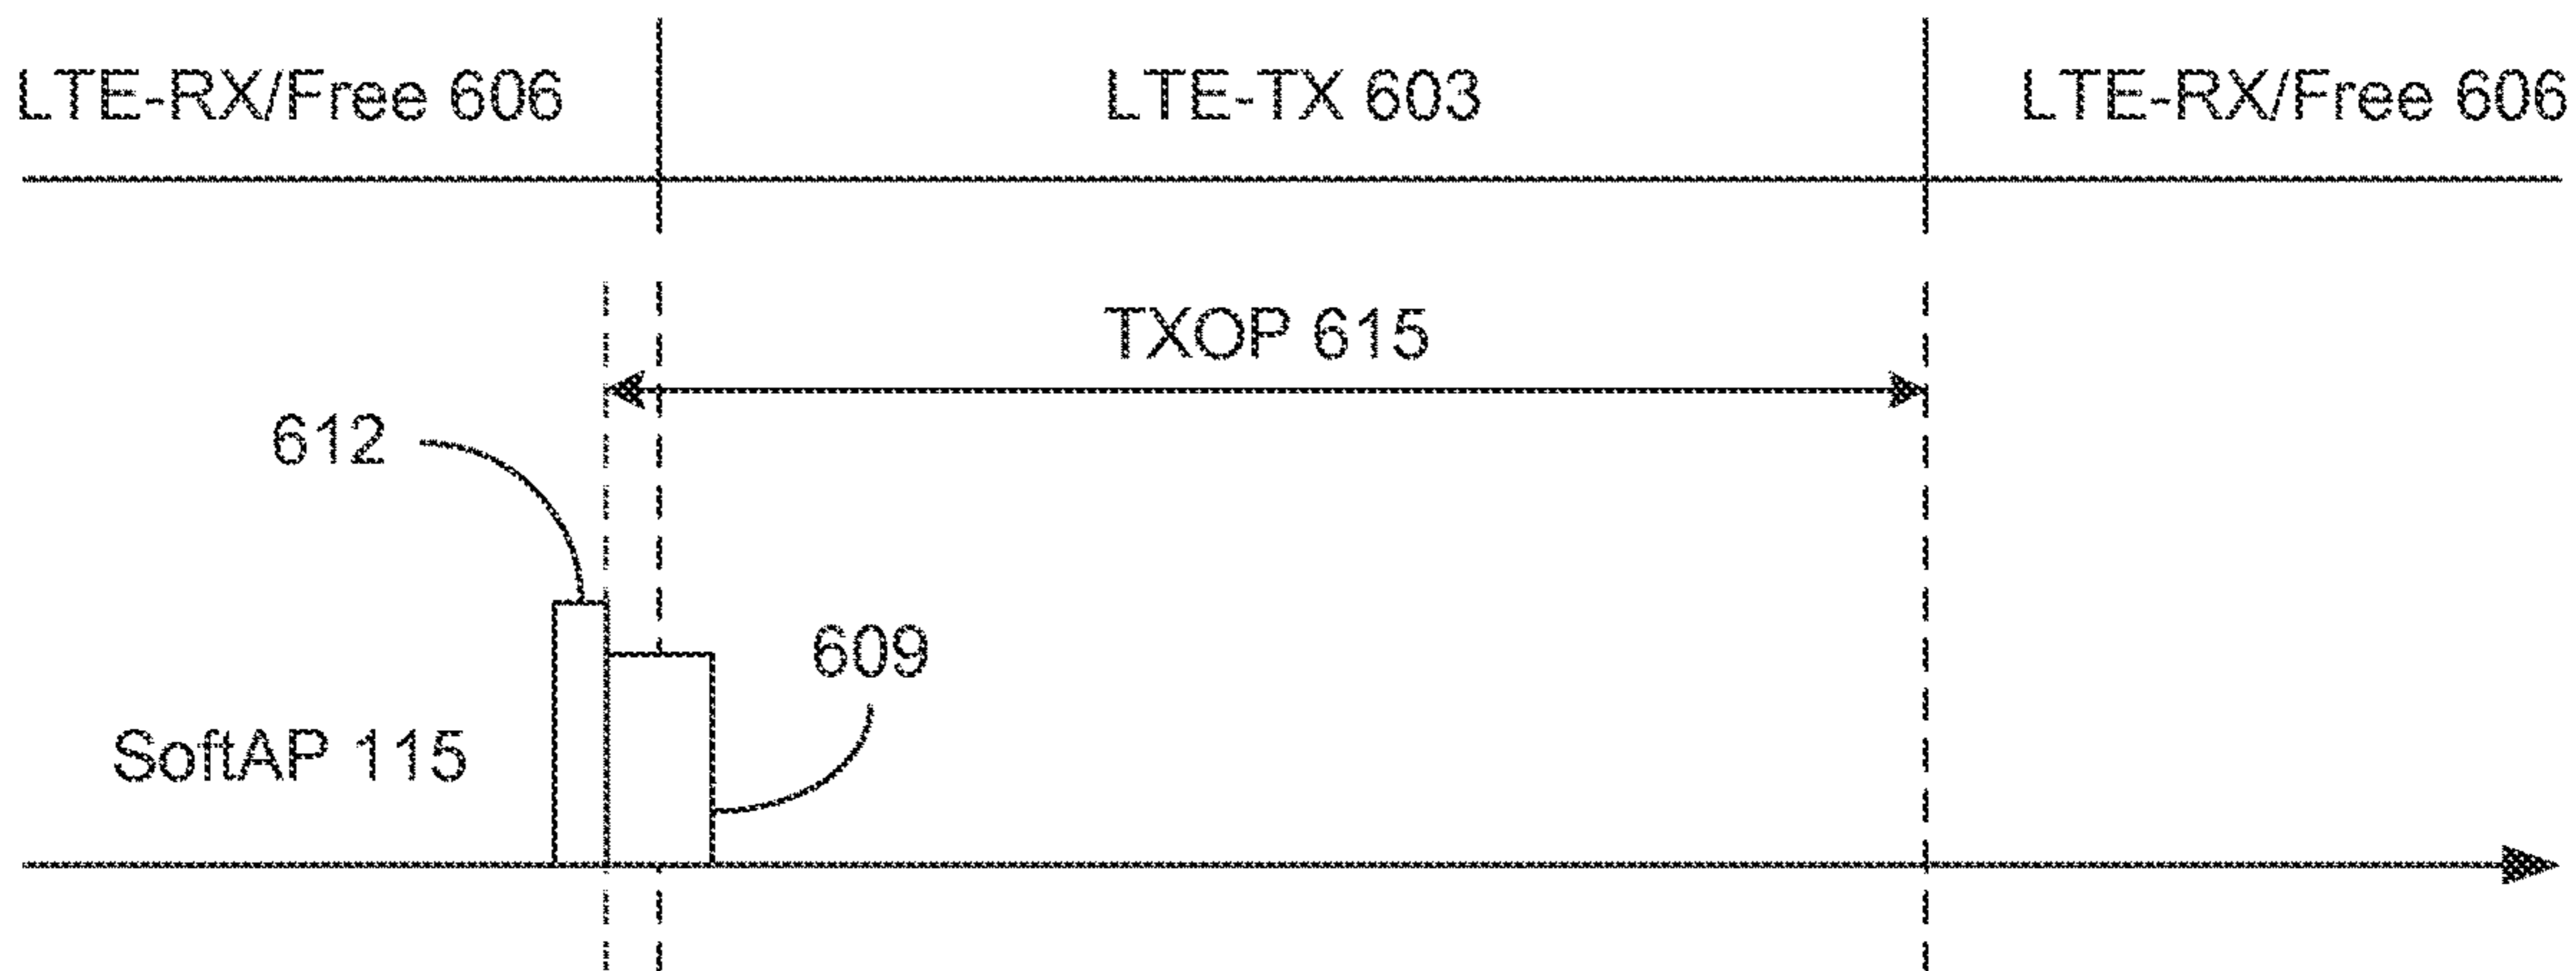 LTE-RX/Free 606
LTE-TX 603
LTE-RX/Free 606
TXOP 615
612
609
SoftAP 115